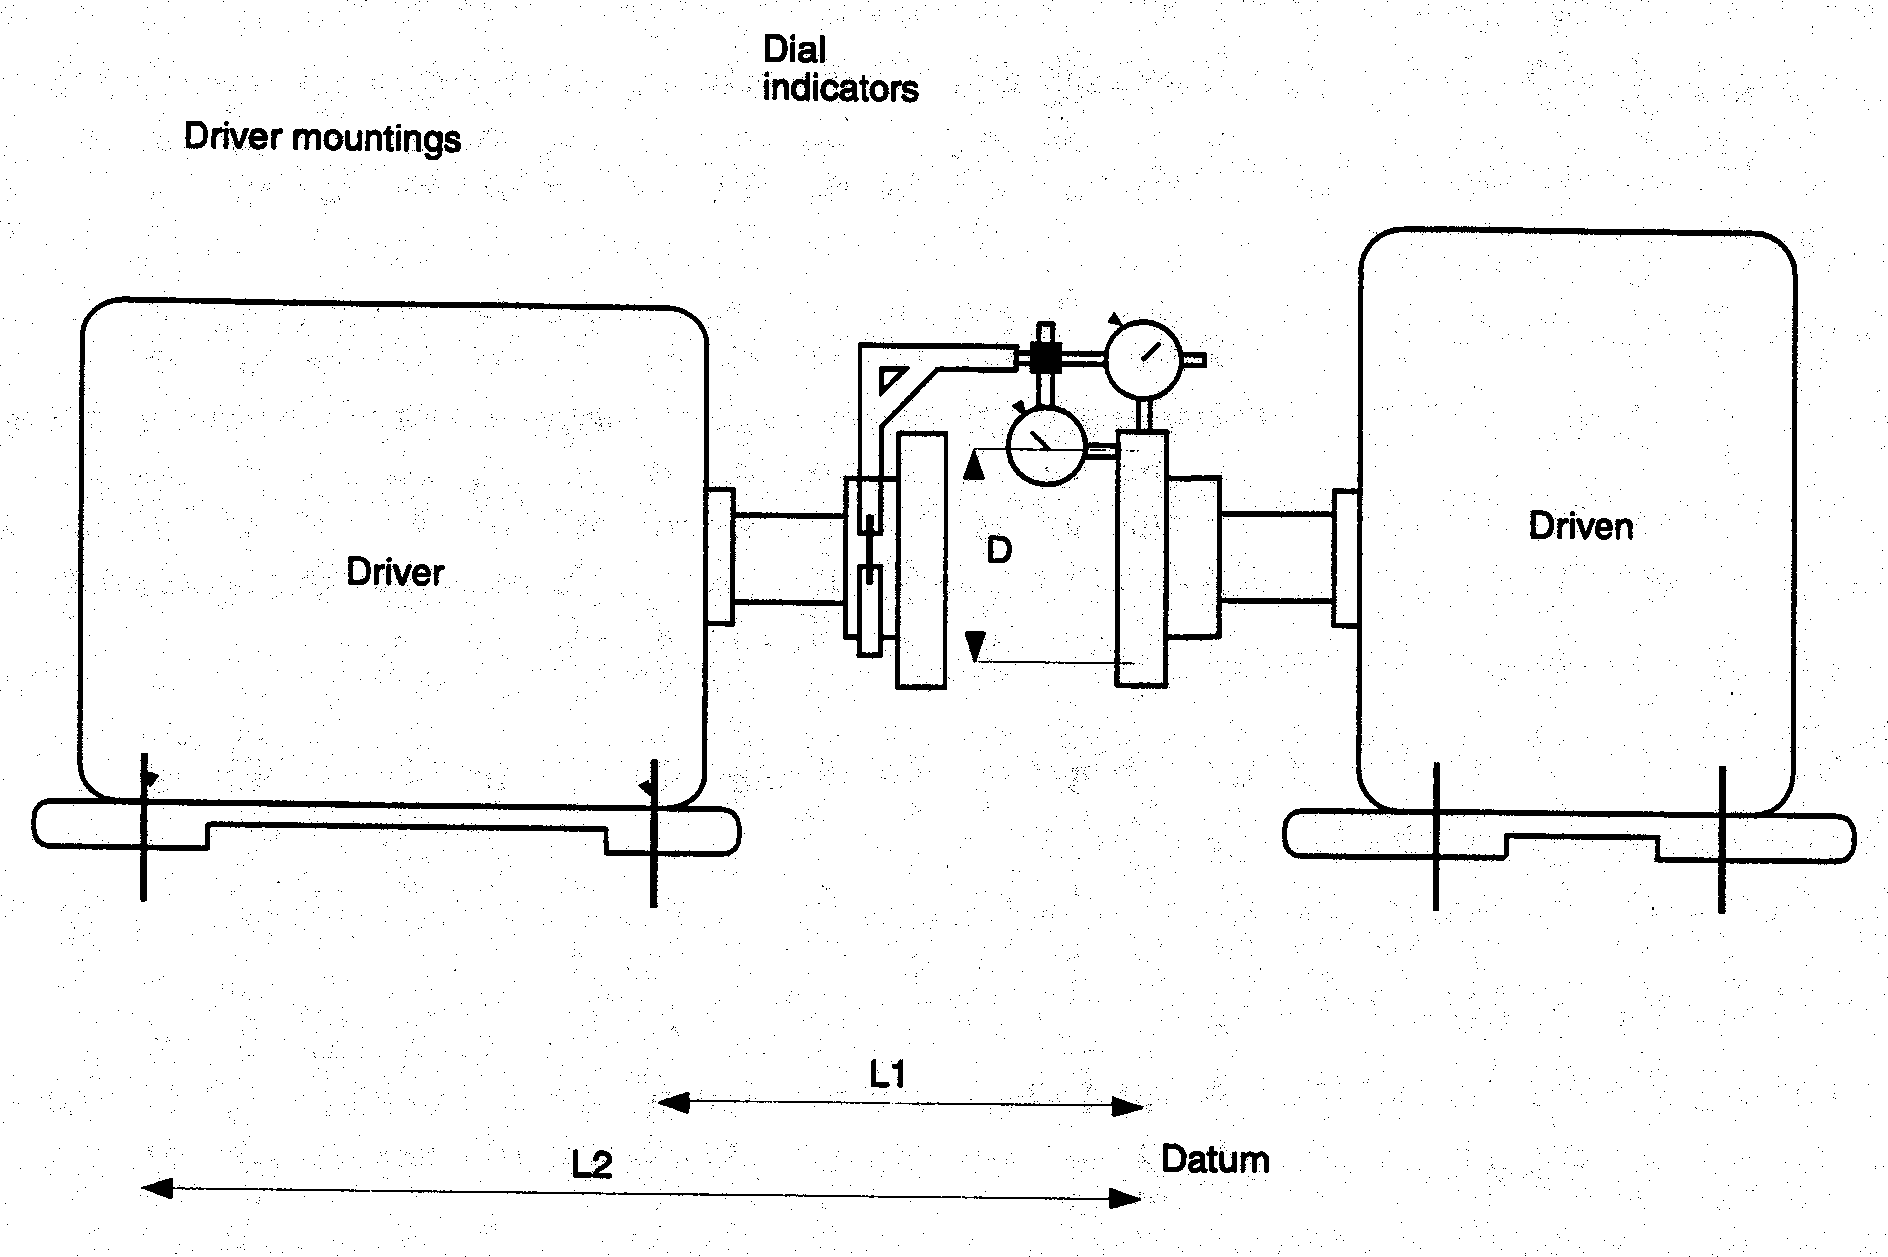 Dial
indicators
Driver mountings
Driven
D
Driver
L1
Datum
L2